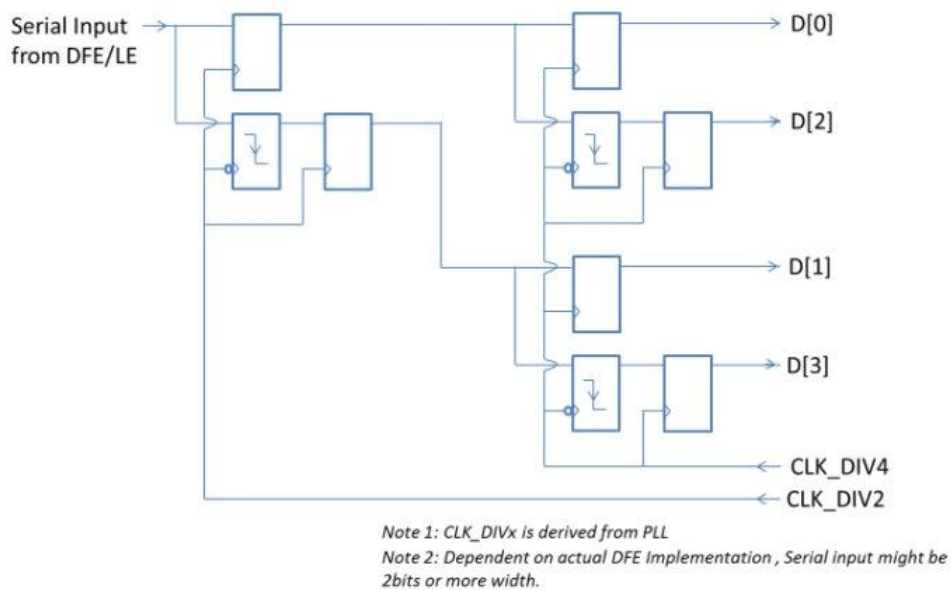 Serial Input
from DFE/LE
D[0]
D[2]
D[1]
D[3]
CLK_DIV4
CLK_DIV2
Note 1: CLK_DIVx is derived from PLL
Note 2: Dependent on actual DFE Implementation , Serial input might be
2bits or more width.